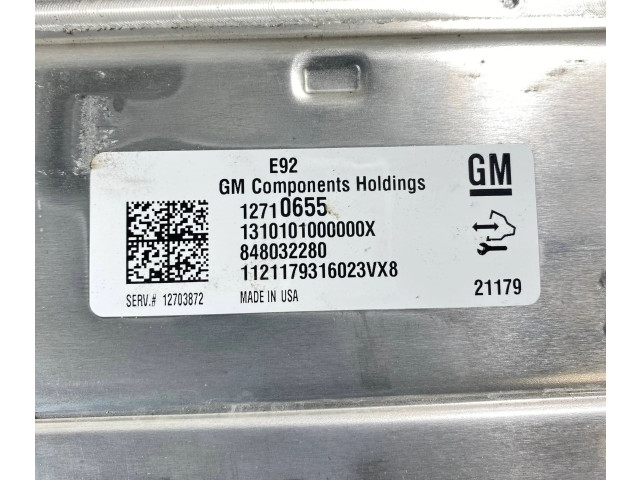 E92
GM Components Holdings
12710655
1310101000000X
848032280
1121179316023VX8
SERV.# 12703872
MADE IN USA
GM
21179